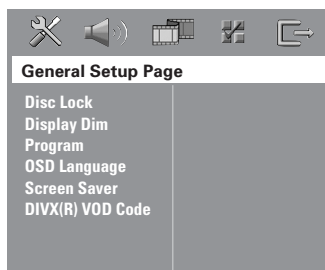 General Setup Page
Disc Lock
Display Dim
Program
OSD Language
Screen Saver
DIVX(R) VOD Code